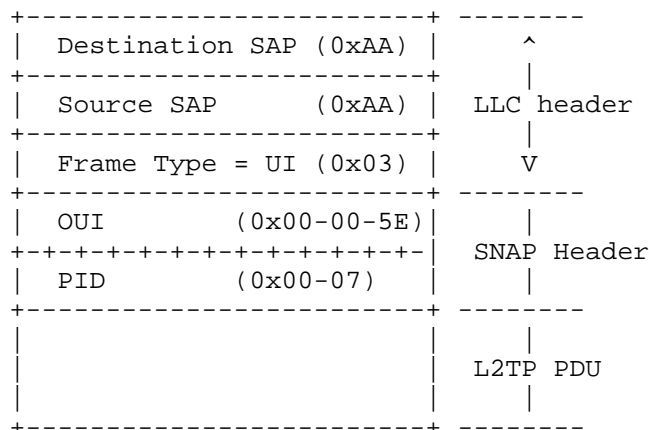 +-------------------------+ --------
|  Destination SAP (0xAA) |    ^
+-------------------------+    |
|  Source SAP      (0xAA) | LLC header
+-------------------------+    |
|  Frame Type = UI (0x03) |    V
+-------------------------+ --------
|  OUI        (0x00-00-5E)|    |
+-+-+-+-+-+-+-+-+-+-+-+-+-| SNAP Header
|  PID        (0x00-07)   |    |
+-------------------------+ --------
|                         |    |
|                         | L2TP PDU
|                         |    |
+-------------------------+ --------